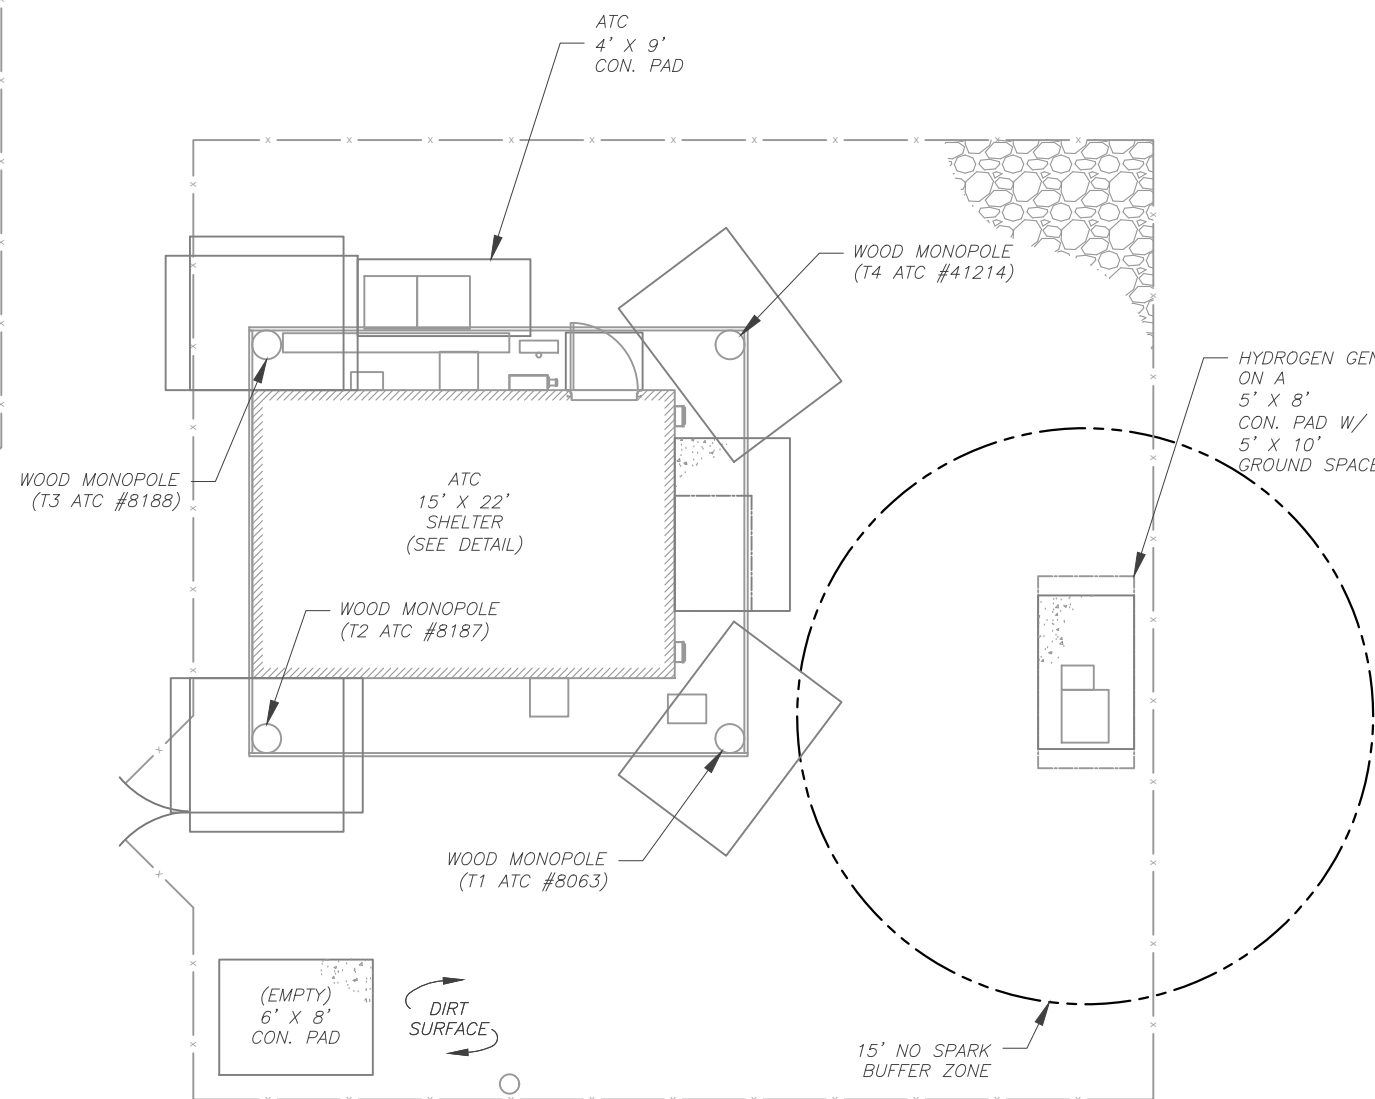 ATC
4' X 9'
CON. PAD
WOOD MONOPOLE
(T4 ATC #41214)
HYDROGEN GEN
ON A
5' X 8'
CON. PAD W/
5' X 10'
GROUND SPACE
WOOD MONOPOLE
(T3 ATC #8188)
ATC
15' X 22'
SHELTER
(SEE DETAIL)
WOOD MONOPOLE
(T2 ATC #8187)
WOOD MONOPOLE
(T1 ATC #8063)
(EMPTY)
6' X 8'
CON. PAD
DIRT
SURFACE
15' NO SPARK
BUFFER ZONE